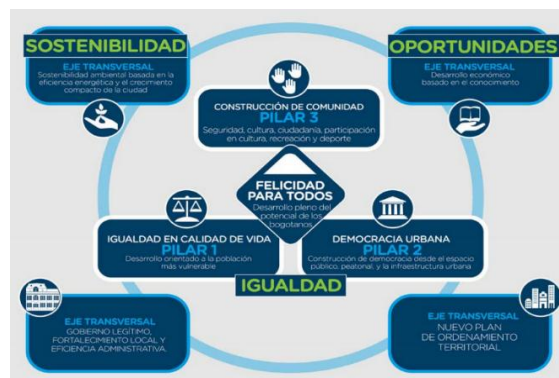 SOSTENIBILIDAD
EJE TRANSVERSAL
Sostenibilidad ambiental basada en la
eficiencia energética y el crecimiento
compacto de la ciudad
OPORTUNIDADES
EJE TRANSVERSAL
Desarrollo económico
basado en el conocimiento
CONSTRUCCIÓN DE COMUNIDAD
PILAR 3
Seguridad, cultura, ciudadanía, participación
en cultura, recreación y deporte
FELICIDAD
PARA TODOS
Desarrollo pleno del
potencial de los
bogotanos
IGUALDAD EN CALIDAD DE VIDA
PILAR 1
Desarrollo orientado a la población
más vulnerable
DEMOCRACIA URBANA
PILAR 2
Construcción de democracia desde el espacio
público, peatonal, y la infraestructura urbana
IGUALDAD
EJE TRANSVERSAL
GOBIERNO LEGÍTIMO,
FORTALECIMIENTO LOCAL Y
EFICIENCIA ADMINISTRATIVA.
EJE TRANSVERSAL
NUEVO PLAN
DE ORDENAMIENTO
TERRITORIAL